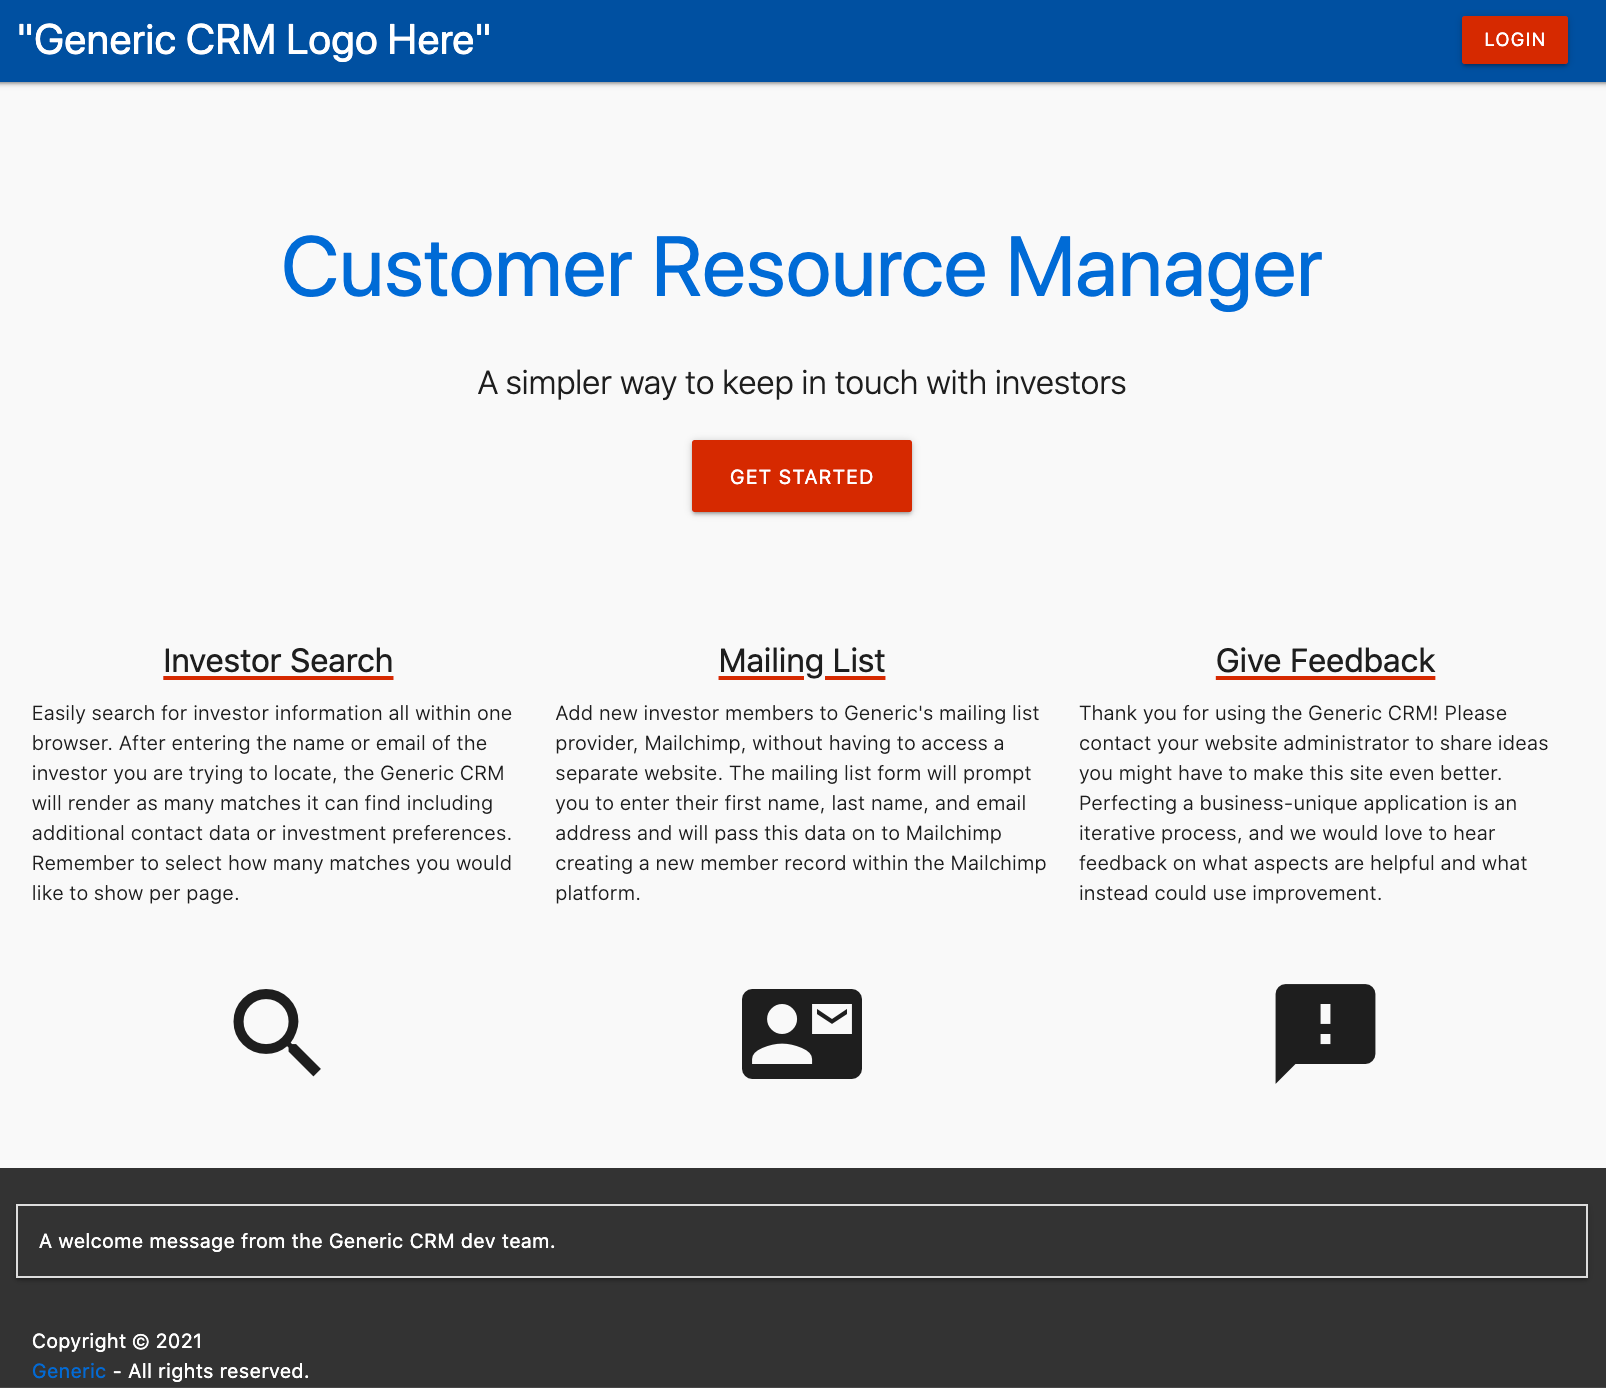 "Generic CRM Logo Here"
LOGIN
Customer Resource Manager
A simpler way to keep in touch with investors
GET STARTED
Investor Search
Easily search for investor information all within one
browser. After entering the name or email of the
investor you are trying to locate, the Generic CRM
will render as many matches it can find including
additional contact data or investment preferences.
Remember to select how many matches you would
like to show per page.
Mailing List
Add new investor members to Generic's mailing list
provider, Mailchimp, without having to access a
separate website. The mailing list form will prompt
you to enter their first name, last name, and email
address and will pass this data on to Mailchimp
creating a new member record within the Mailchimp
platform.
Give Feedback
Thank you for using the Generic CRM! Please
contact your website administrator to share ideas
you might have to make this site even better.
Perfecting a business-unique application is an
iterative process, and we would love to hear
feedback on what aspects are helpful and what
instead could use improvement.
A welcome message from the Generic CRM dev team.
Copyright © 2021
Generic - All rights reserved.